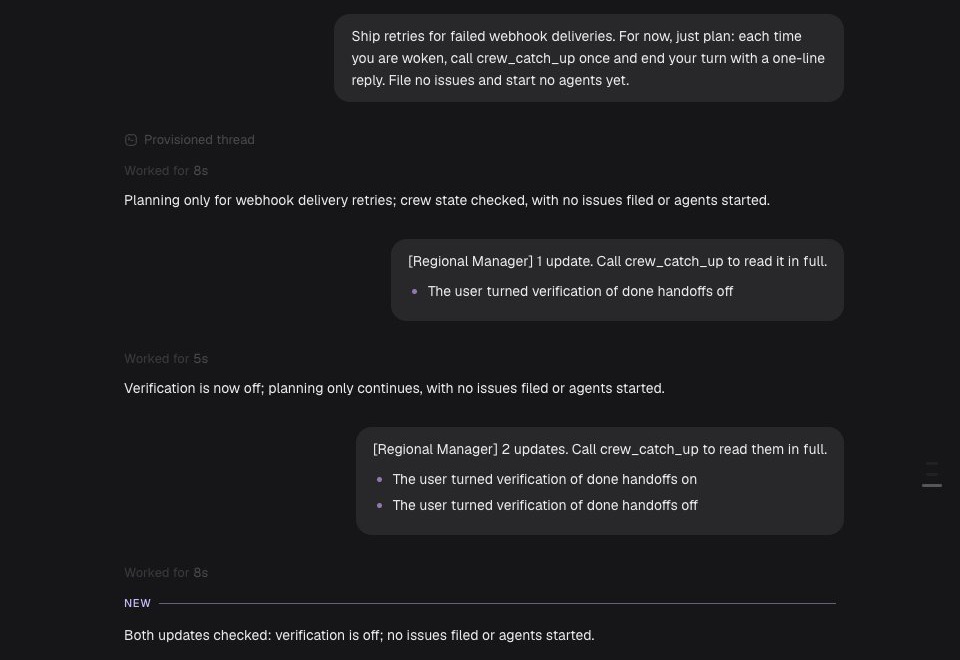 Ship retries for failed webhook deliveries. For now, just plan: each time
you are woken, call crew_catch_up once and end your turn with a one-line
reply. File no issues and start no agents yet.
Provisioned thread
Worked for 8s
Planning only for webhook delivery retries; crew state checked, with no issues filed or agents started.
[Regional Manager] 1 update. Call crew_catch_up to read it in full.
The user turned verification of done handoffs off
Worked for 5s
Verification is now off; planning only continues, with no issues filed or agents started.
[Regional Manager] 2 updates. Call crew_catch_up to read them in full.
The user turned verification of done handoffs on
The user turned verification of done handoffs off
Worked for 8s
NEW
Both updates checked: verification is off; no issues filed or agents started.